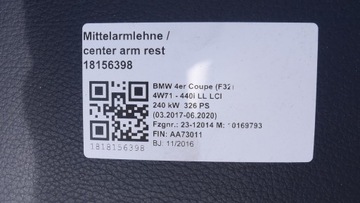 Mittelarmlehne /
center arm rest
18156398
BMW 4er Coupe (F32)
4W71 - 440i LL LCI
240 kW 326 PS
(03.2017-06.2020)
Fzgnr.: 23-12014 M: 10169793
FIN: AA73011
BJ: 11/2016
1818156398